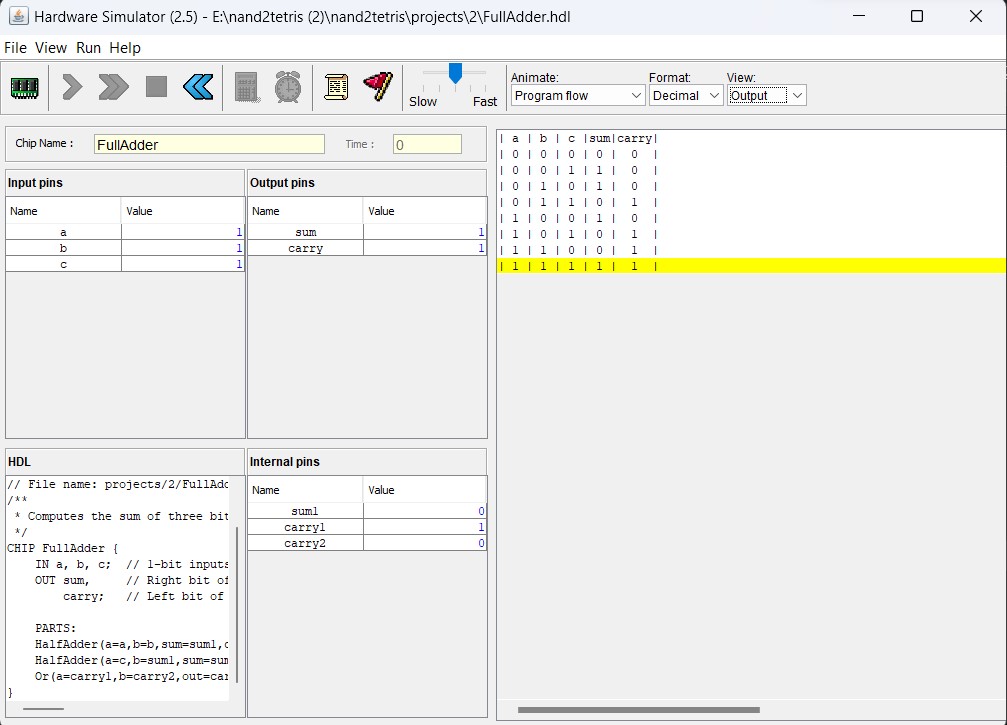 Hardware Simulator (2.5) - E:\nand2tetris (2)\nand2tetris\projects\2\FullAdder.hdl
File View Run Help
Slow Fast
Animate: Format: View:
Program flow Decimal Output
Chip Name : FullAdder Time : 0
Input pins
Name Value
a 1
b 1
c 1
Output pins
Name Value
sum 1
carry 1
HDL
// File name: projects/2/FullAdd
/**
 * Computes the sum of three bit
 */
CHIP FullAdder {
    IN a, b, c;  // 1-bit inputs
    OUT sum,     // Right bit of
        carry;   // Left bit of
    PARTS:
    HalfAdder(a=a,b=b,sum=sum1,c
    HalfAdder(a=c,b=sum1,sum=sum
    Or(a=carry1,b=carry2,out=car
}
Internal pins
Name Value
sum1 0
carry1 1
carry2 0
| a | b | c |sum|carry|
| 0 | 0 | 0 | 0 |  0  |
| 0 | 0 | 1 | 1 |  0  |
| 0 | 1 | 0 | 1 |  0  |
| 0 | 1 | 1 | 0 |  1  |
| 1 | 0 | 0 | 1 |  0  |
| 1 | 0 | 1 | 0 |  1  |
| 1 | 1 | 0 | 0 |  1  |
| 1 | 1 | 1 | 1 |  1  |